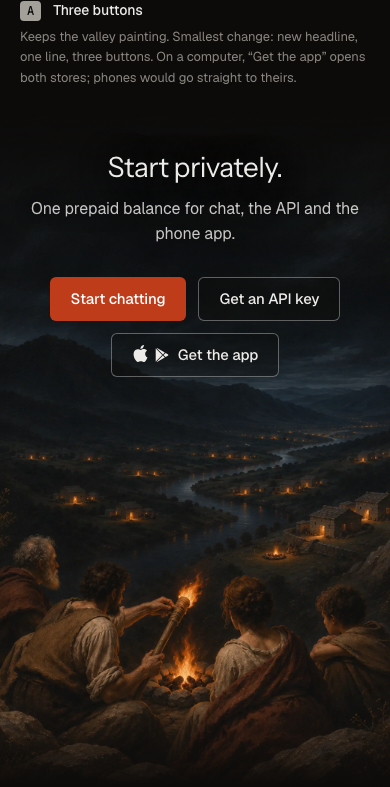 A Three buttons
Keeps the valley painting. Smallest change: new headline,
one line, three buttons. On a computer, “Get the app” opens
both stores; phones would go straight to theirs.
Start privately.
One prepaid balance for chat, the API and the
phone app.
Start chatting
Get an API key
Get the app